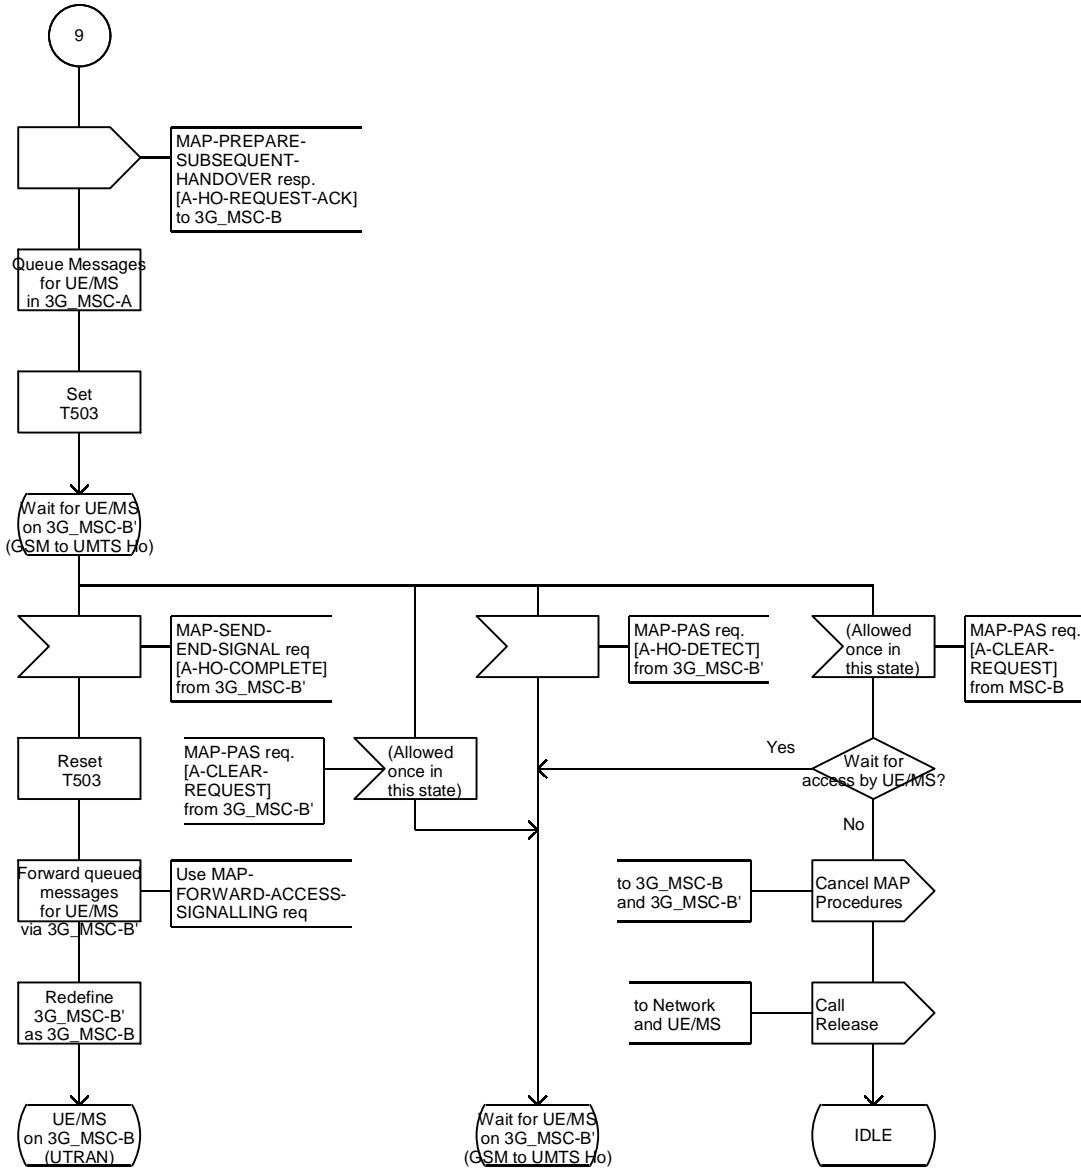 9
MAP-PREPARE-
SUBSEQUENT-
HANDOVER resp.
[A-HO-REQUEST-ACK]
to 3G_MSC-B
Queue Messages
for UE/MS
in 3G_MSC-A
Set
T503
Wait for UE/MS
on 3G_MSC-B'
(GSM to UMTS Ho)
MAP-SEND-
END-SIGNAL req
[A-HO-COMPLETE]
from 3G_MSC-B'
MAP-PAS req.
[A-HO-DETECT]
from 3G_MSC-B'
(Allowed
once in
this state)
MAP-PAS req.
[A-CLEAR-
REQUEST]
from MSC-B
Reset
T503
MAP-PAS req.
[A-CLEAR-
REQUEST]
from 3G_MSC-B'
(Allowed
once in
this state)
Yes
Wait for
access by UE/MS?
No
Forward queued
messages
for UE/MS
via 3G_MSC-B'
Use MAP-
FORWARD-ACCESS-
SIGNALLING req
to 3G_MSC-B
and 3G_MSC-B'
Cancel MAP
Procedures
Redefine
3G_MSC-B'
as 3G_MSC-B
to Network
and UE/MS
Call
Release
UE/MS
on 3G_MSC-B
(UTRAN)
Wait for UE/MS
on 3G_MSC-B'
(GSM to UMTS Ho)
IDLE